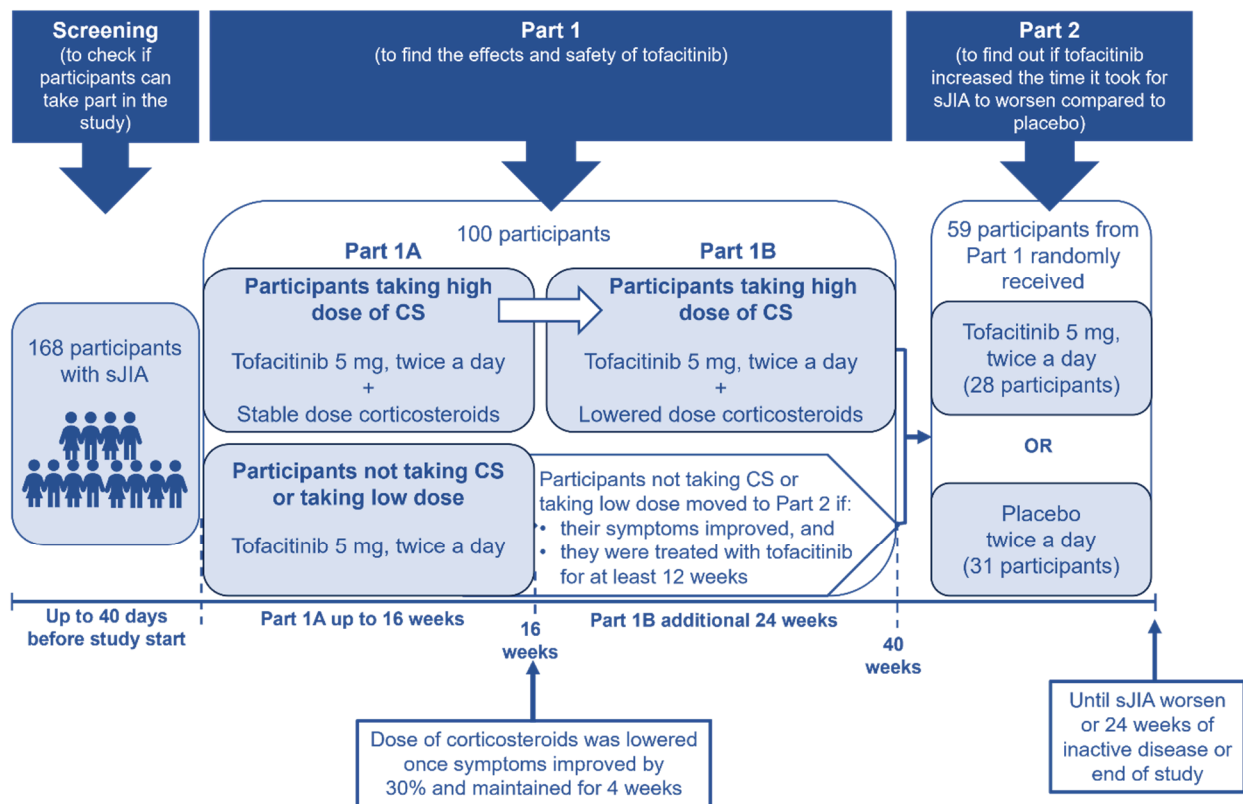 Screening
(to check if
participants can
take part in the
study)
Part 1
(to find the effects and safety of tofacitinib)
Part 2
(to find out if tofacitinib
increased the time it took for
sJIA to worsen compared to
placebo)
168 participants
with sJIA
100 participants
Part 1A
Participants taking high
dose of CS
Tofacitinib 5 mg, twice a day
+
Stable dose corticosteroids
Part 1B
Participants taking high
dose of CS
Tofacitinib 5 mg, twice a day
+
Lowered dose corticosteroids
Participants not taking CS
or taking low dose
Tofacitinib 5 mg, twice a day
Participants not taking CS or
taking low dose moved to Part 2 if:
• their symptoms improved, and
• they were treated with tofacitinib
for at least 12 weeks
59 participants from
Part 1 randomly
received
Tofacitinib 5 mg,
twice a day
(28 participants)
OR
Placebo
twice a day
(31 participants)
Up to 40 days
before study start
Part 1A up to 16 weeks
16
weeks
Part 1B additional 24 weeks
40
weeks
Dose of corticosteroids was lowered
once symptoms improved by
30% and maintained for 4 weeks
Until sJIA worsen
or 24 weeks of
inactive disease or
end of study